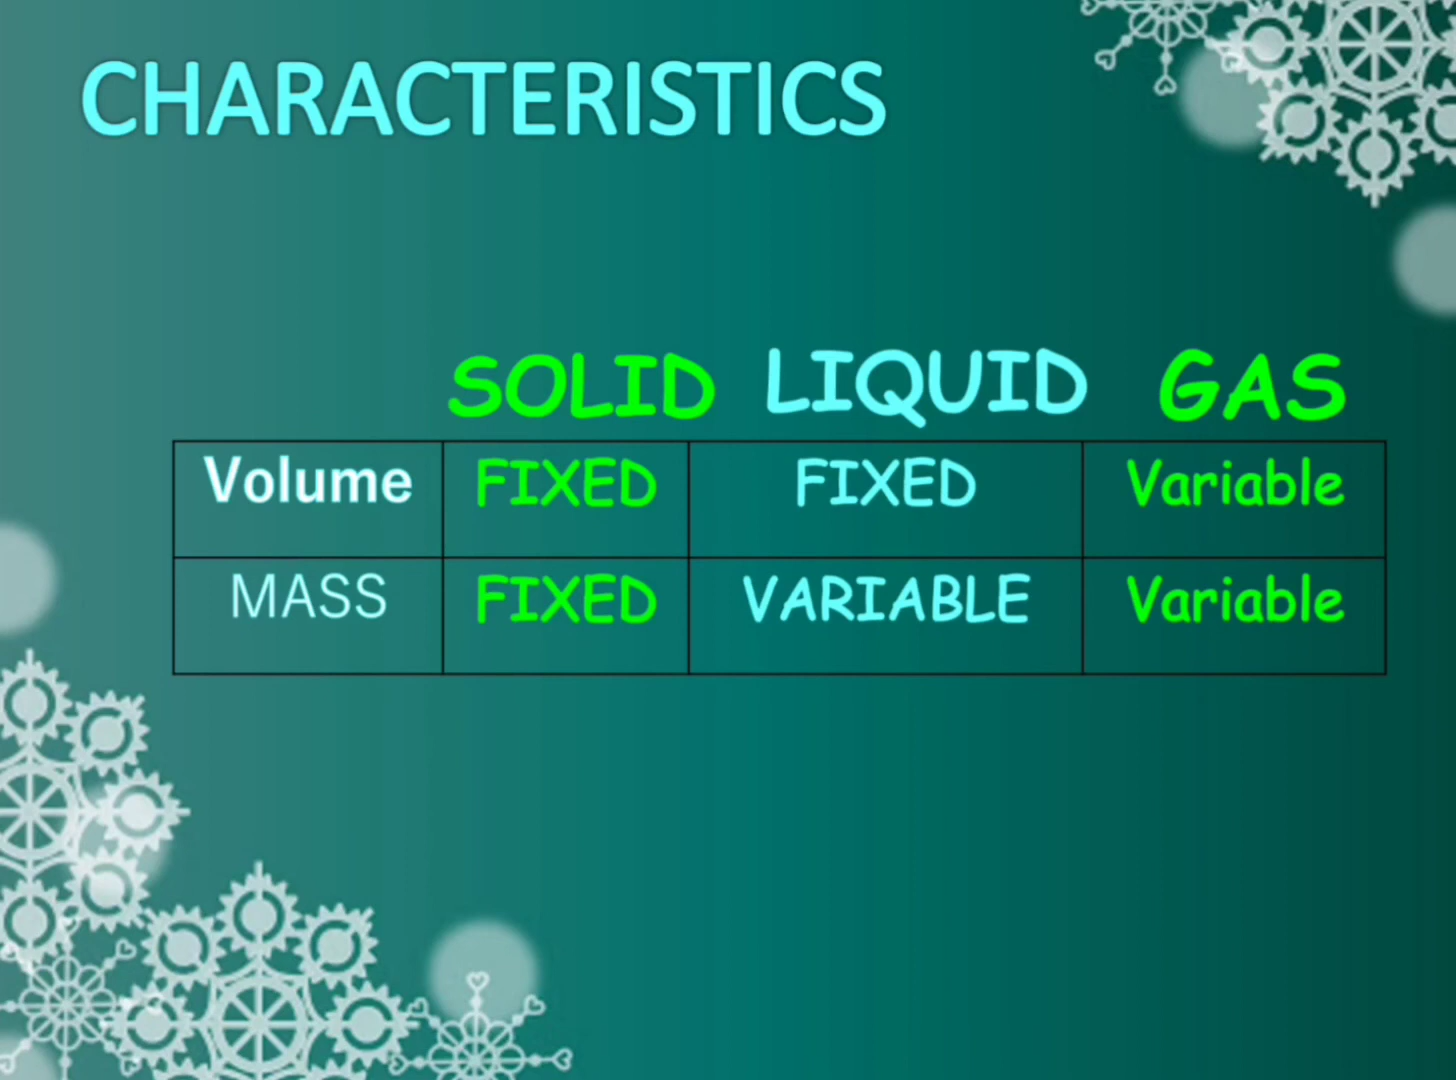 CHARACTERISTICS
SOLID LIQUID GAS
Volume FIXED FIXED Variable
MASS FIXED VARIABLE Variable